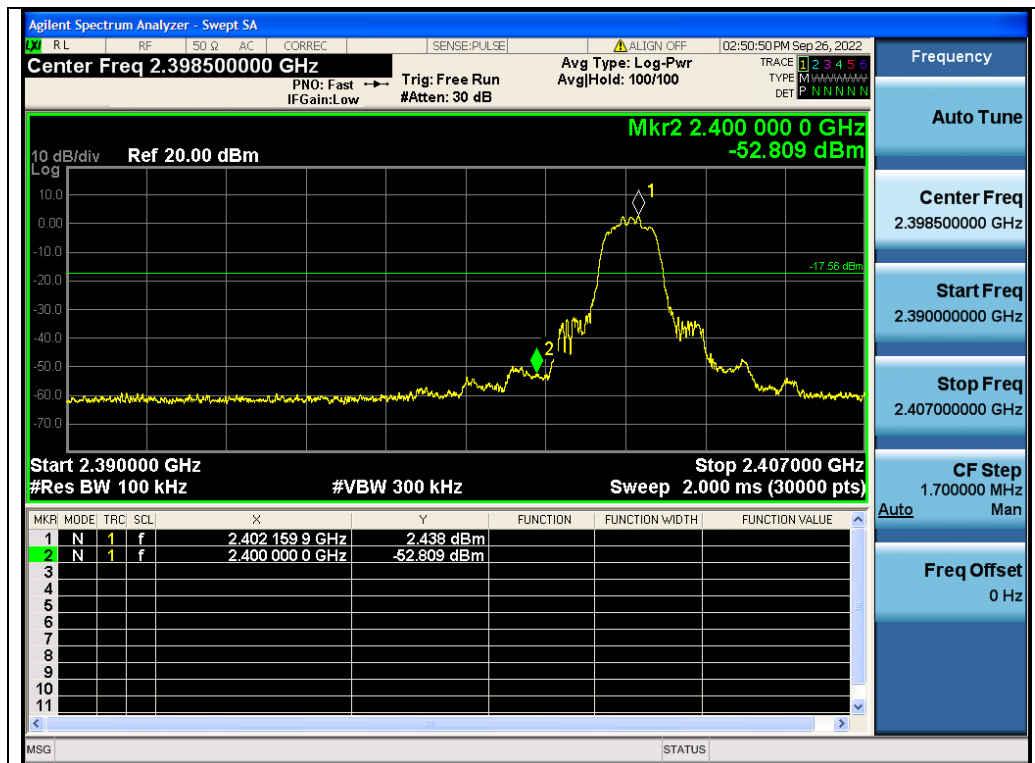 Agilent Spectrum Analyzer - Swept SA
LXI RL RF 50 Ω AC CORREC SENSE:PULSE ALIGN OFF 02:50:50 PM Sep 26, 2022
Center Freq 2.398500000 GHz
PNO: Fast
IFGain:Low
Trig: Free Run
#Atten: 30 dB
Avg Type: Log-Pwr
Avg|Hold: 100/100
TRACE 1 2 3 4 5 6
TYPE M WWWWW
DET P N N N N N
Mkr2 2.400 000 0 GHz
-52.809 dBm
10 dB/div Ref 20.00 dBm
Log
10.0
0.00
-10.0
-20.0
-30.0
-40.0
-50.0
-60.0
-70.0
1
-17.56 dBm
2
Start 2.390000 GHz Stop 2.407000 GHz
#Res BW 100 kHz #VBW 300 kHz Sweep 2.000 ms (30000 pts)
MKR MODE TRC SCL X Y FUNCTION FUNCTION WIDTH FUNCTION VALUE
1 N 1 f 2.402 159 9 GHz 2.438 dBm
2 N 1 f 2.400 000 0 GHz -52.809 dBm
3
4
5
6
7
8
9
10
11
MSG STATUS
Frequency
Auto Tune
Center Freq
2.398500000 GHz
Start Freq
2.390000000 GHz
Stop Freq
2.407000000 GHz
CF Step
1.700000 MHz
Auto Man
Freq Offset
0 Hz